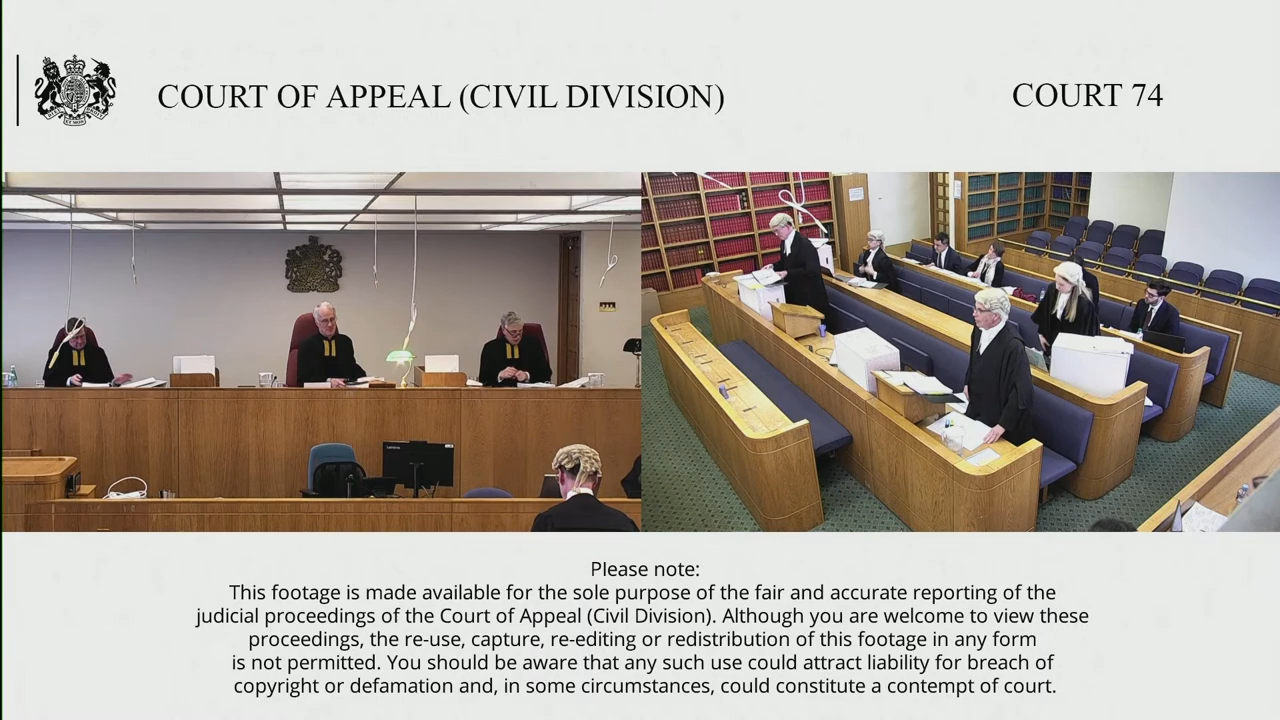 COURT OF APPEAL (CIVIL DIVISION)
COURT 74
Please note:
This footage is made available for the sole purpose of the fair and accurate reporting of the
judicial proceedings of the Court of Appeal (Civil Division). Although you are welcome to view these
proceedings, the re-use, capture, re-editing or redistribution of this footage in any form
is not permitted. You should be aware that any such use could attract liability for breach of
copyright or defamation and, in some circumstances, could constitute a contempt of court.